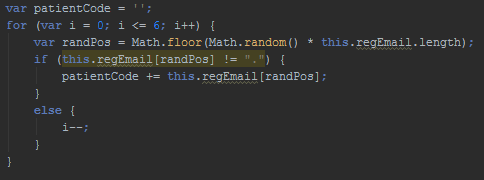 var patientCode = '';
for (var i = 0; i <= 6; i++) {
    var randPos = Math.floor(Math.random() * this.regEmail.length);
    if (this.regEmail[randPos] != ".") {
        patientCode += this.regEmail[randPos];
    }
    else {
        i--;
    }
}